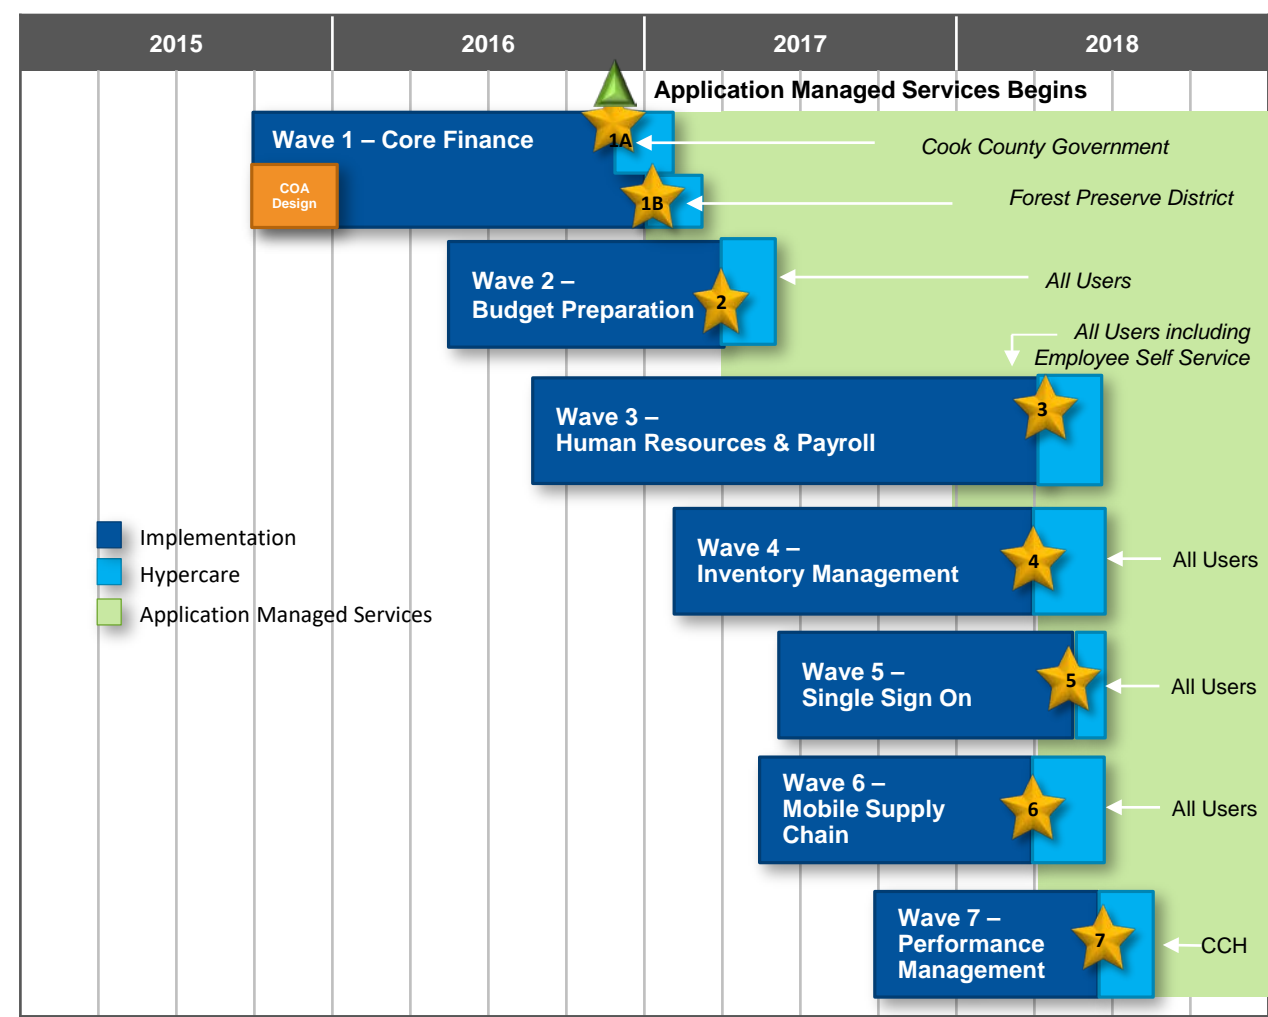 2015
2016
2017
2018
Application Managed Services Begins
Wave 1 – Core Finance
1A
Cook County Government
COA
Design
1B
Forest Preserve District
Wave 2 –
Budget Preparation
2
All Users
All Users including
Employee Self Service
Wave 3 –
Human Resources & Payroll
3
Implementation
Hypercare
Application Managed Services
Wave 4 –
Inventory Management
4
All Users
Wave 5 –
Single Sign On
5
All Users
Wave 6 –
Mobile Supply
Chain
6
All Users
Wave 7 –
Performance
Management
7
CCH